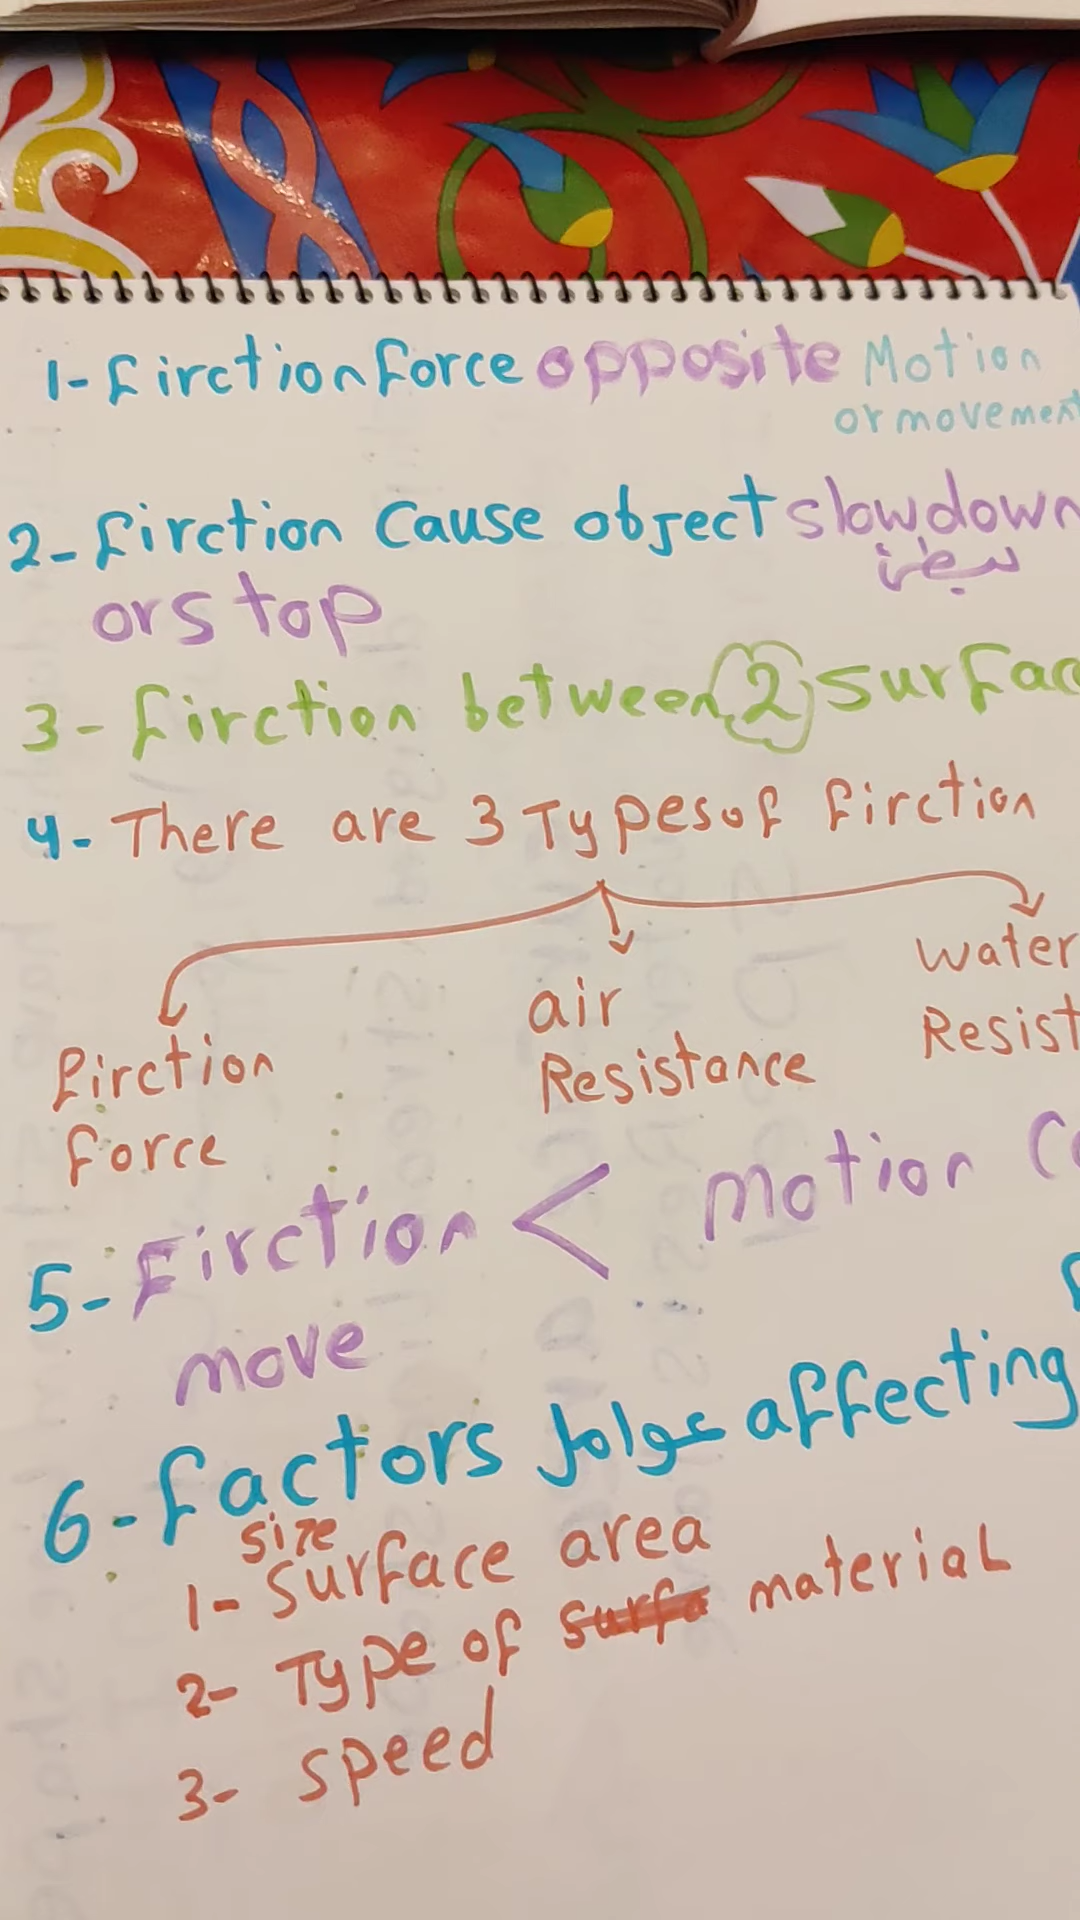 1- firction force opposite Motion
or movement
2- firction cause object slowdown
or stop
3- firction between 2 surfac
4- There are 3 Types of firction
firction force
air Resistance
water Resist
5- Firction < motion
move
6- factors عوامل affecting
size
1- surface area
2- Type of material
3- speed